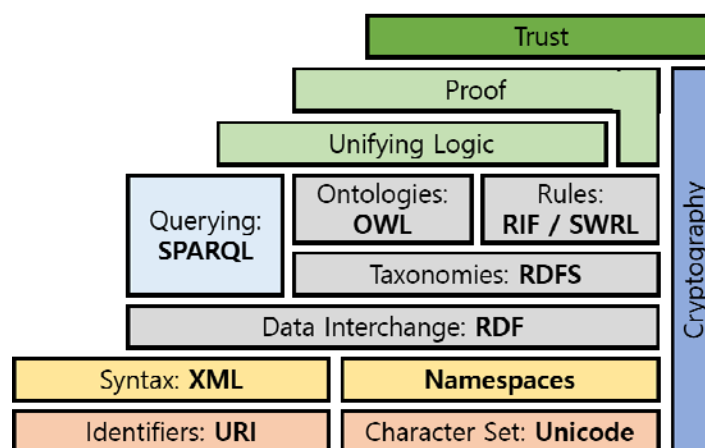 Trust
Proof
Unifying Logic
Querying:
SPARQL
Ontologies:
OWL
Rules:
RIF / SWRL
Taxonomies: RDFS
Data Interchange: RDF
Syntax: XML
Namespaces
Identifiers: URI
Character Set: Unicode
Cryptography